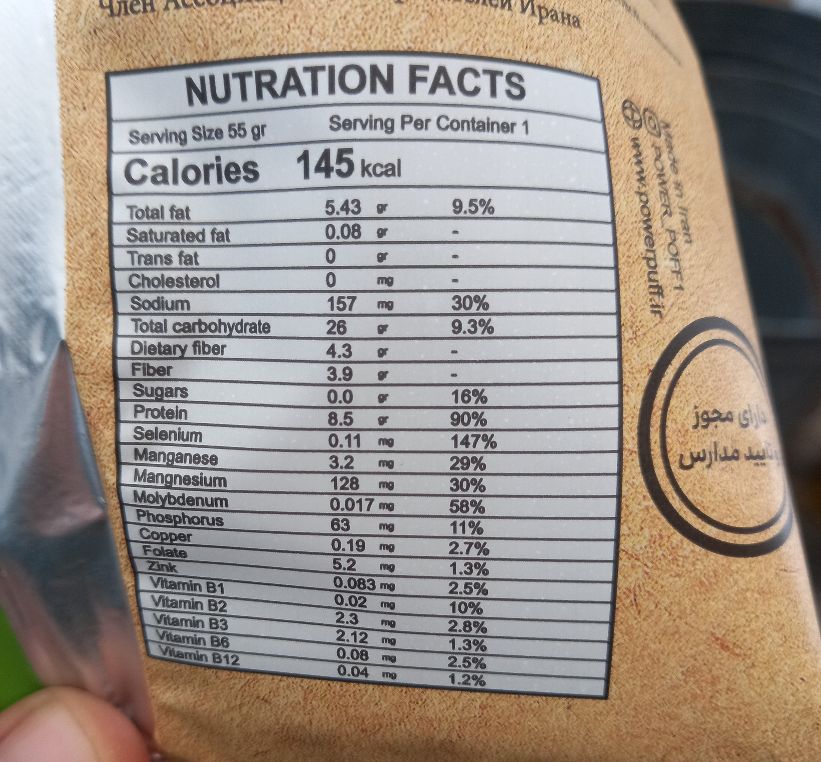 Член Ирана
NUTRATION FACTS
Serving Size 55 gr Serving Per Container 1
Calories 145 kcal
Total fat 5.43 gr 9.5%
Saturated fat 0.08 gr -
Trans fat 0 gr -
Cholesterol 0 mg -
Sodium 157 mg 30%
Total carbohydrate 26 gr 9.3%
Dietary fiber 4.3 gr -
Fiber 3.9 gr -
Sugars 0.0 gr 16%
Protein 8.5 gr 90%
Selenium 0.11 mg 147%
Manganese 3.2 mg 29%
Mangnesium 128 mg 30%
Molybdenum 0.017 mg 58%
Phosphorus 63 mg 11%
Copper 0.19 mg 2.7%
Folate 5.2 mg 1.3%
Zink 0.083 mg 2.5%
Vitamin B1 0.02 mg 10%
Vitamin B2 2.3 mg 2.8%
Vitamin B3 2.12 mg 1.3%
Vitamin B6 0.08 mg 2.5%
Vitamin B12 0.04 mg 1.2%
Made in Iran
POWER.POFF1
www.powerpuff.ir
دارای مجوز
و تایید مدارس